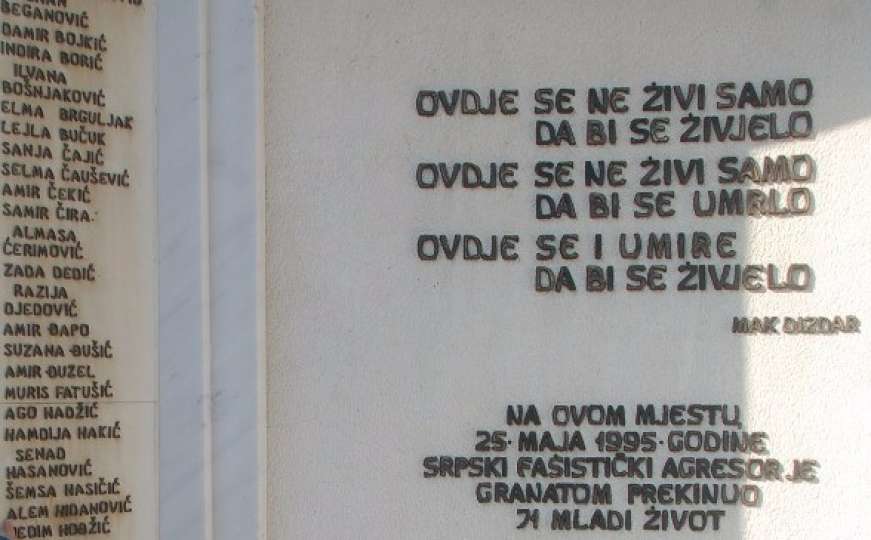 BEGANOVIĆ
DAMIR BOJKIĆ
INDIRA BORIĆ
ILVANA
BOŠNJAKOVIĆ
ELMA BRGULJAK
LEJLA BUČUK
SANJA ČAJIĆ
SELMA ČAUŠEVIĆ
AMIR ČEKIĆ
SAMIR ČIRA
ALMASA
ĆERIMOVIĆ
ZADA DEDIĆ
RAZIJA
DJEDOVIĆ
AMIR ĐAPO
SUZANA ĐUŠIĆ
AMIR ĐUZEL
MURIS FATUŠIĆ
AGO HADŽIĆ
HAMDIJA HAKIĆ
SENAD
HASANOVIĆ
ŠEMSA HASIČIĆ
ALEM HIDANOVIĆ
HODŽIĆ
OVDJE SE NE ŽIVI SAMO
DA BI SE ŽIVJELO
OVDJE SE NE ŽIVI SAMO
DA BI SE UMRLO
OVDJE SE I UMIRE
DA BI SE ŽIVJELO
MAK DIZDAR
NA OVOM MJESTU,
25. MAJA 1995. GODINE
SRPSKI FAŠISTIČKI AGRESOR JE
GRANATOM PREKINUO
71 MLADI ŽIVOT